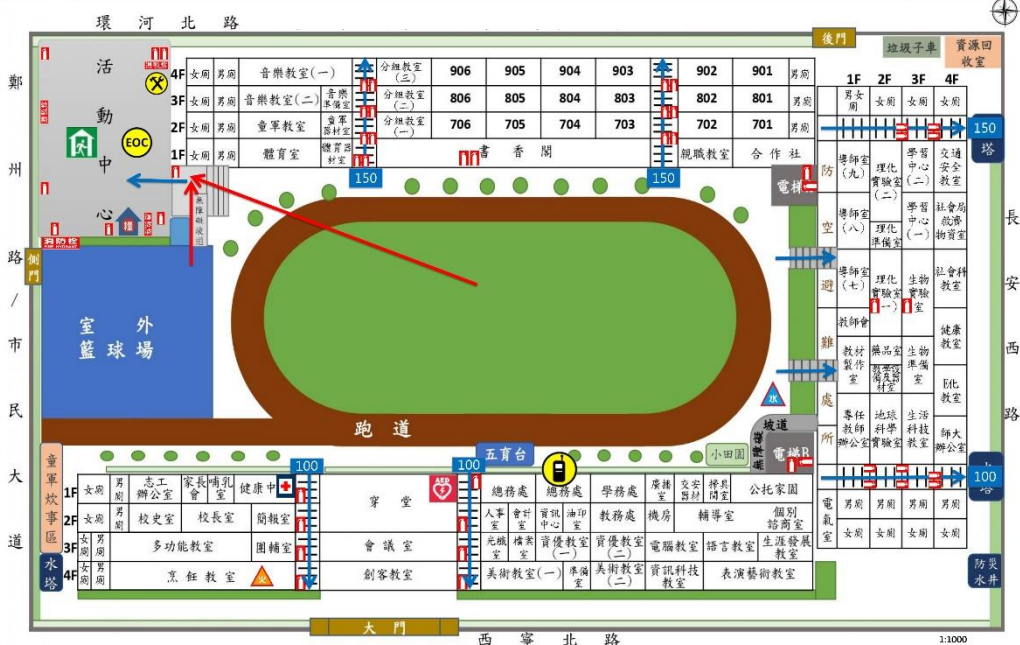 環河北路
後門
垃圾子車
資源回收室
鄭州路/市民大道
長安西路
活動中心
EOC
糧
消防栓
側門
4F 女廁 男廁 音樂教室(一) 分組教室(三) 906 905 904 903 902 901 男廁
3F 女廁 男廁 音樂教室(二) 音樂準備室 分組教室(二) 806 805 804 803 802 801 男廁
2F 女廁 男廁 童軍教室 童軍器材室 分組教室(一) 706 705 704 703 702 701 男廁
1F 女廁 男廁 體育室 體育器材室 書香閣 親職教室 合作社
150
150
無障礙坡道
室外籃球場
跑道
五育台
小田園
水
無障礙
坡道
電梯
電梯B
1F 2F 3F 4F
男女廁 女廁 女廁 女廁
150
塔
防空避難處所
導師室(九) 理化實驗室(二) 學習中心(二) 交通安全教室
導師室(八) 理化準備室 學習中心(一) 社會局救濟物資室
導師室(七) 理化實驗室(一) 生物實驗室 社會科教室
教師會 健康教室
教材製作室 藥品室 生物準備室
E化教室
專任教師辦公室 地球科學實驗室 生活科技教室 師大辦公室
100
電氣室 男廁 男廁 男廁 男廁
女廁 女廁 女廁 女廁
防災水井
童軍炊事區
水塔
100
100
1F 女廁 男廁 志工辦公室 家長會 哺乳室 健康中 穿堂 AED 總務處 總務處 學務處 廣播室 交安器材 擇具間室 公托家園
2F 女廁 男廁 校史室 校長室 簡報室 人事室 會計室 資訊中心 油印室 教務處 機房 輔導室 個別諮商室
3F 女廁 男廁 多功能教室 團輔室 會議室 光纖室 檔案室 資優教室(一) 資優教室(二) 電腦教室 語言教室 生涯發展教室
4F 女廁 男廁 烹飪教室 火 創客教室 美術教室(一) 準備室 美術教室(二) 資訊科技教室 表演藝術教室
大門
西寧北路
1:1000